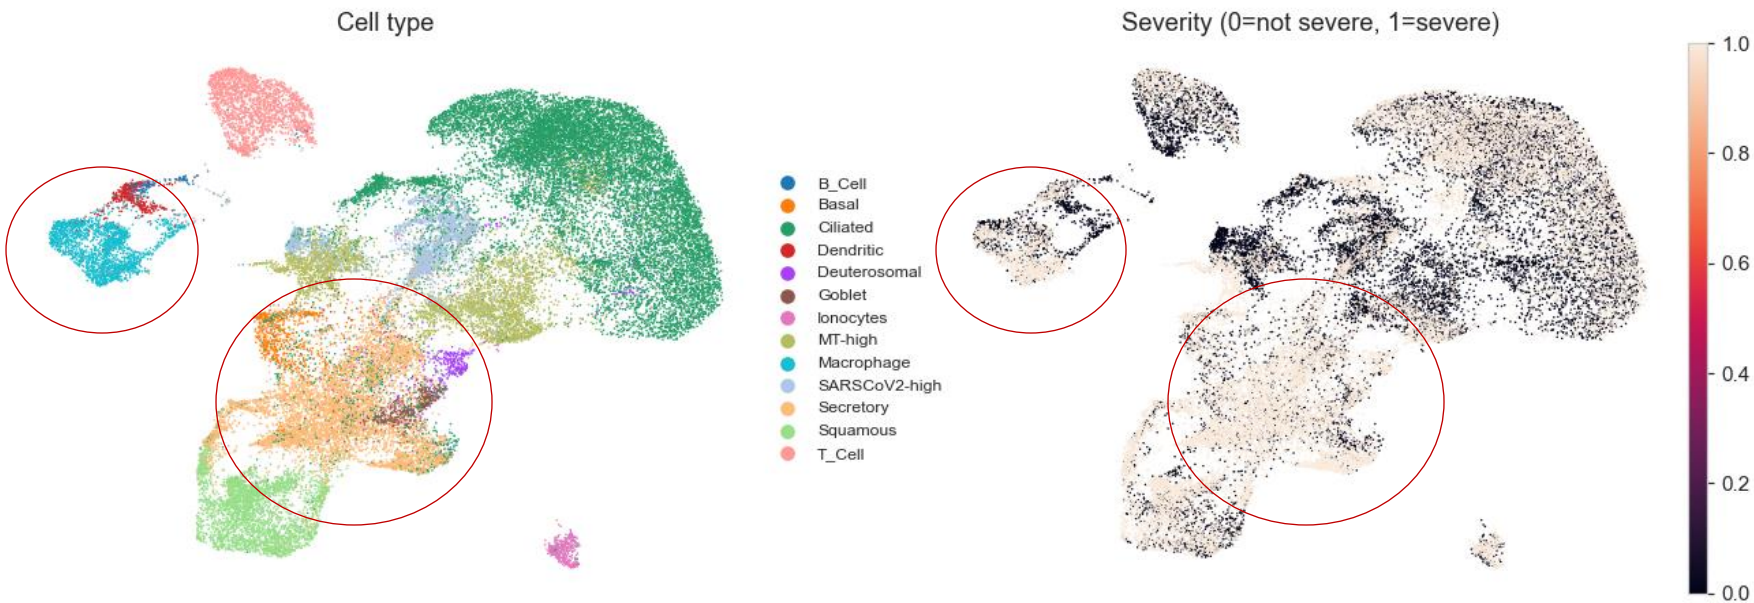 Cell type
B_Cell
Basal
Ciliated
Dendritic
Deuterosomal
Goblet
Ionocytes
MT-high
Macrophage
SARSCoV2-high
Secretory
Squamous
T_Cell
Severity (0=not severe, 1=severe)
1.0
0.8
0.6
0.4
0.2
0.0